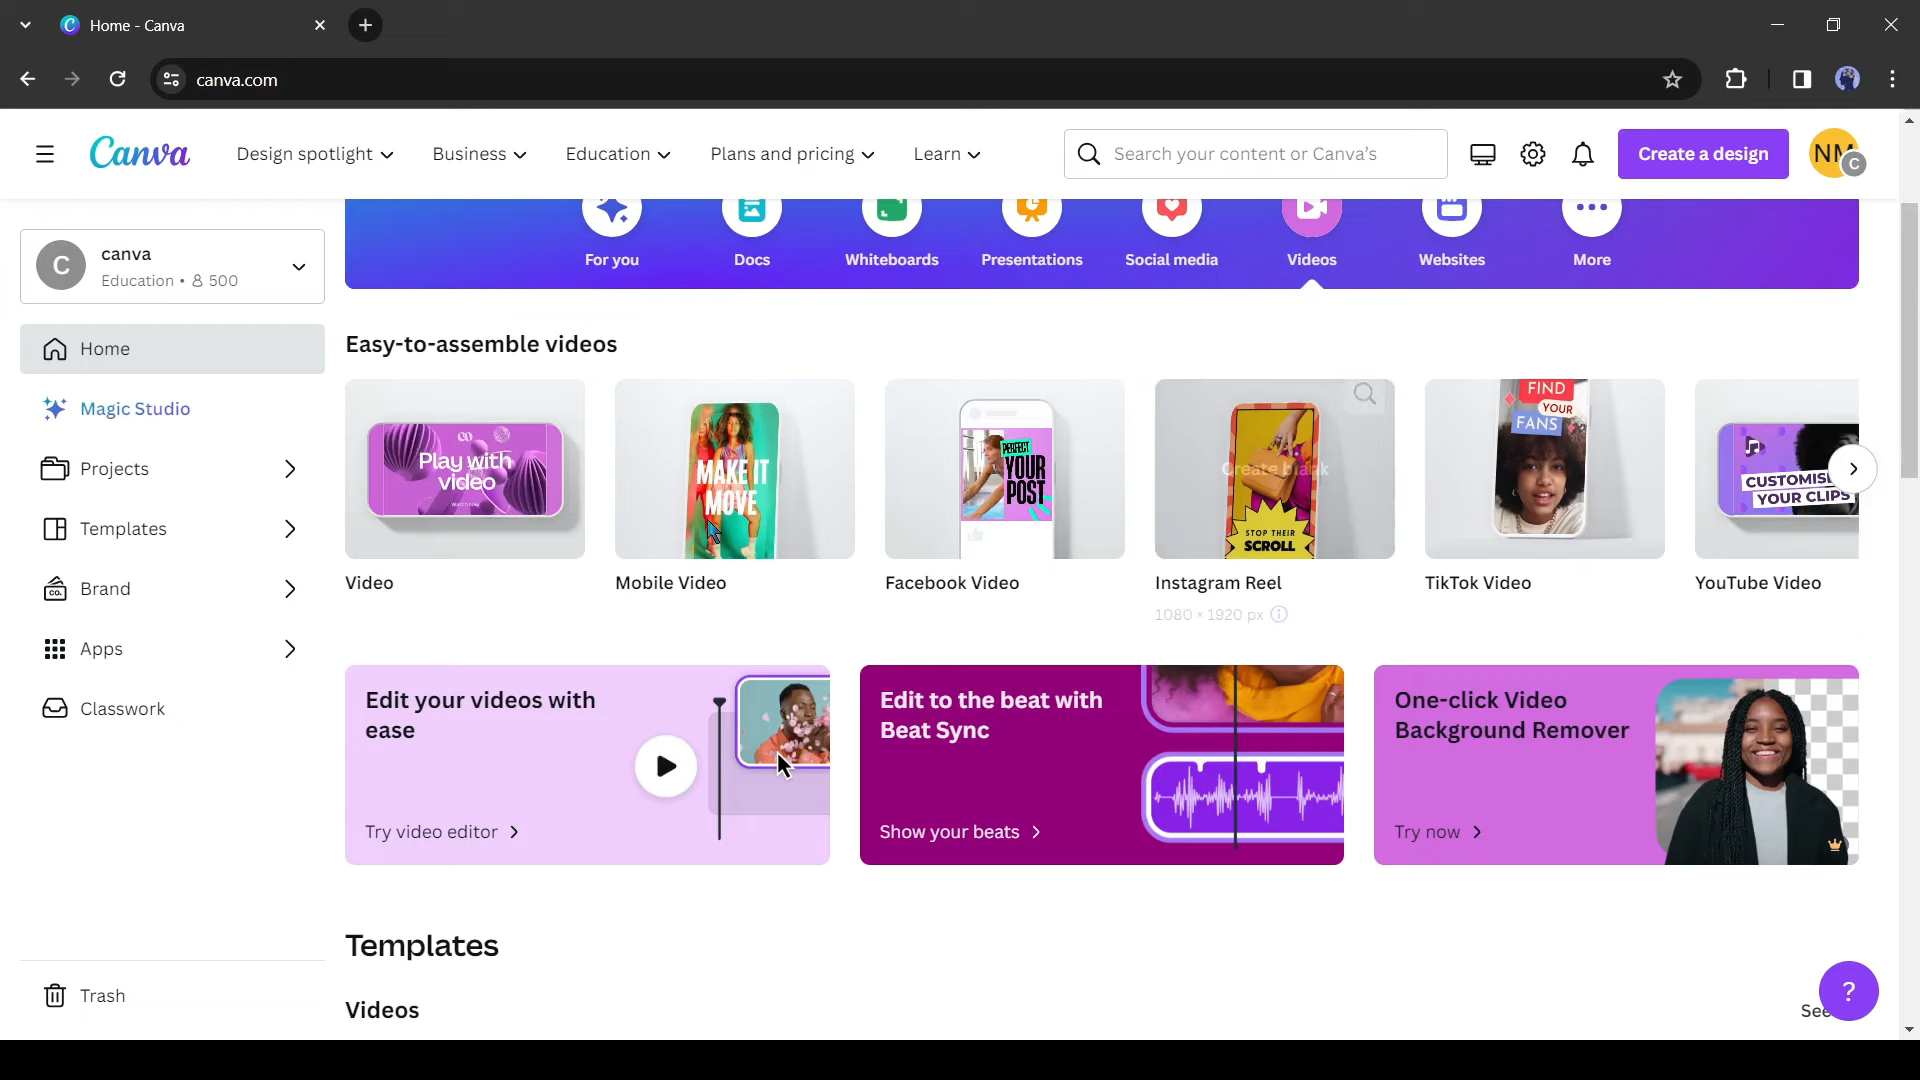 Home - Canva
canva.com
Canva
Design spotlight
Business
Education
Plans and pricing
Learn
Search your content or Canva's
Create a design
NM
C
For you
Docs
Whiteboards
Presentations
Social media
Videos
Websites
More
C
canva
Education • 500
Home
Magic Studio
Projects
Templates
Brand
Apps
Classwork
Trash
Easy-to-assemble videos
Play with
video
MAKE IT
MOVE
PERFECT
YOUR
POST
Create blank
STOP THEIR
SCROLL
FIND
YOUR
FANS
CUSTOMIS
YOUR CLIPS
Video
Mobile Video
Facebook Video
Instagram Reel
TikTok Video
YouTube Video
1080 × 1920 px
Edit your videos with
ease
Try video editor
Edit to the beat with
Beat Sync
Show your beats
One-click Video
Background Remover
Try now
Templates
Videos
See
?